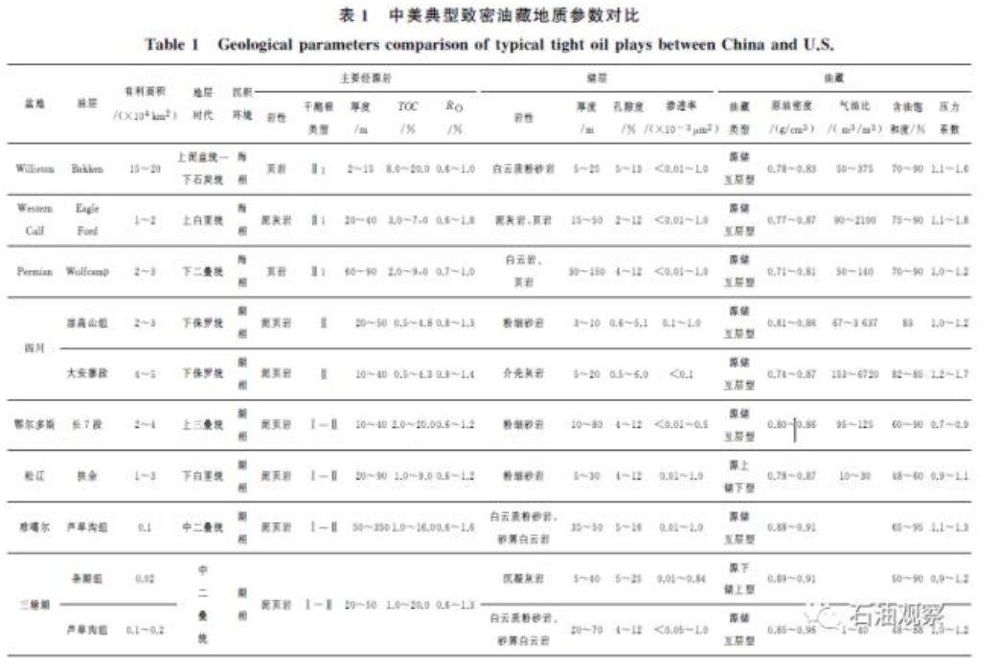 表 1 中美典型致密油藏地质参数对比
Table 1 Geological parameters comparison of typical tight oil plays between China and U.S.
主要烃源岩 储层 油藏
盆地 油层 有利面积 /(×10⁴km²) 地层时代 沉积环境 岩性 干酪根类型 厚度/m TOC/% R_O/% 岩性 厚度/m 孔隙度/% 渗透率/(×10⁻³μm²) 油藏类型 原油密度/(g/cm³) 气油比/(m³/m³) 含油饱和度/% 压力系数
Williston Bakken 15~20 上泥盆统—下石炭统 海相 页岩 Ⅱ₁ 2~15 8.0~20.0 0.6~1.0 白云质粉砂岩 5~25 5~13 <0.01~1.0 源储互层型 0.78~0.83 50~375 70~90 1.1~1.6
Western Gulf Eagle Ford 1~2 上白垩统 海相 泥灰岩 Ⅱ₁ 20~40 3.0~7.0 0.6~1.8 泥灰岩、页岩 15~50 2~12 <0.01~1.0 源储互层型 0.77~0.87 90~2100 75~90 1.1~1.8
Permian Wolfcamp 2~3 下二叠统 海相 页岩 Ⅱ₁ 60~90 2.0~9.0 0.7~1.0 白云岩、页岩 30~150 4~12 <0.01~1.0 源储互层型 0.71~0.81 50~140 70~90 1.0~1.2
四川 凉高山组 2~3 下侏罗统 湖相 泥页岩 Ⅱ 20~50 0.5~4.8 0.8~1.3 粉细砂岩 3~10 0.6~5.1 0.1~1.0 源储互层型 0.81~0.86 67~3 637 83 1.0~1.2
大安寨段 4~5 下侏罗统 湖相 泥页岩 Ⅱ 10~40 0.5~4.3 0.9~1.4 介壳灰岩 5~20 0.5~6.0 <0.1 源储互层型 0.74~0.87 153~6720 82~85 1.2~1.7
鄂尔多斯 长7段 2~4 上三叠统 湖相 泥页岩 Ⅰ—Ⅱ 10~40 2.0~20.0 0.6~1.2 粉细砂岩 10~80 4~12 <0.01~0.5 源储互层型 0.80~0.86 95~125 60~90 0.7~0.9
松辽 扶余 1~3 下白垩统 湖相 泥页岩 Ⅰ—Ⅱ 20~90 1.0~9.0 0.6~1.2 粉细砂岩 5~30 4~12 0.01~1.0 源上储下型 0.78~0.87 10~30 48~60 0.9~1.1
准噶尔 芦草沟组 0.1 中二叠统 湖相 泥页岩 Ⅰ—Ⅱ 50~350 1.0~16.0 0.6~1.6 白云质粉砂岩、砂屑白云岩 35~50 5~16 0.01~1.0 源储互层型 0.88~0.91 65~95 1.1~1.3
三塘湖 条湖组 0.02 中二叠统 湖相 泥页岩 Ⅰ—Ⅱ 20~50 1.0~20.0 0.6~1.3 沉凝灰岩 5~40 5~25 0.01~0.84 源下储上型 0.89~0.91 50~90 0.9~1.2
芦草沟组 0.1~0.2 白云质粉砂岩、砂屑白云岩 20~70 4~12 <0.05~1.0 源储互层型 0.85~0.96 1.0~1.2
石油观察